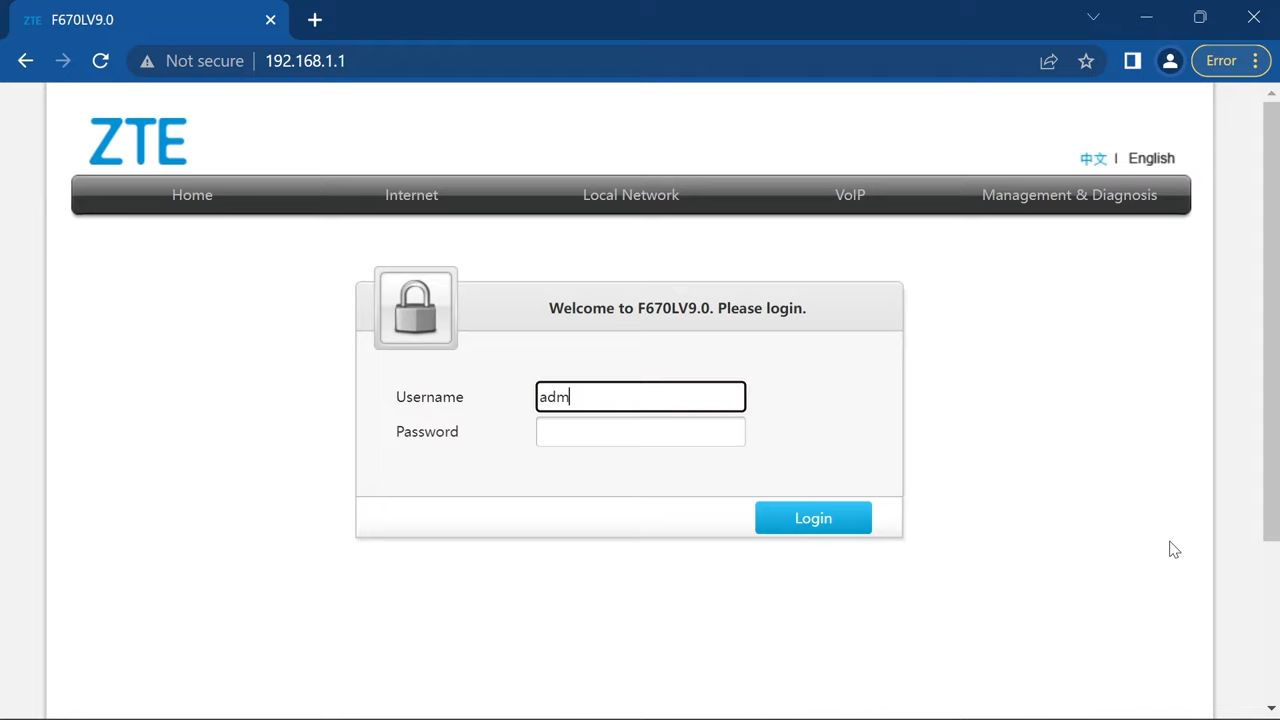 ZTE F670LV9.0
Not secure 192.168.1.1 Error
ZTE
中文 | English
Home Internet Local Network VoIP Management & Diagnosis
Welcome to F670LV9.0. Please login.
Username adm
Password
Login